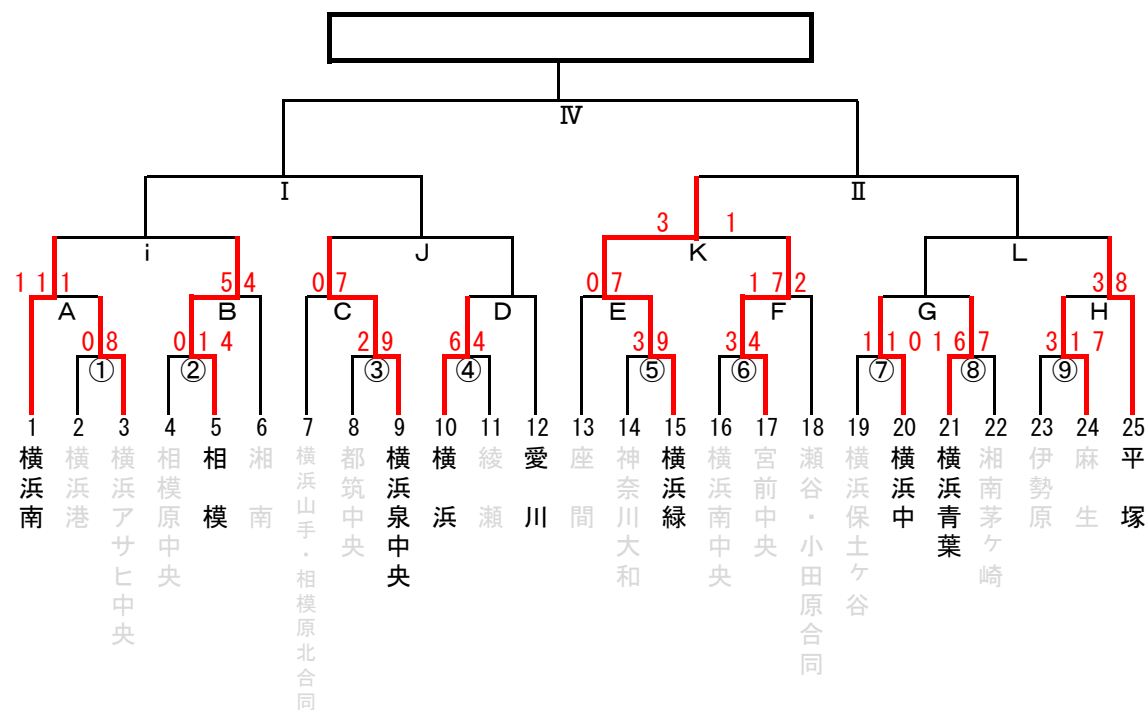 Ⅳ
Ⅰ
Ⅱ
3 1
i
J
K
L
1 1 1
5 4
0 7
0 7
1 7 2
3 8
A
B
C
D
E
F
G
H
0 8
0 1 4
2 9
6 4
3 9
3 4
1 1 0
1 6 7
3 1 7
①
②
③
④
⑤
⑥
⑦
⑧
⑨
1 2 3 4 5 6 7 8 9 10 11 12 13 14 15 16 17 18 19 20 21 22 23 24 25
横浜南
横浜港
横浜アサヒ中央
相模原中央
相模
湘南
横浜山手・相模原北合同
都筑中央
横浜泉中央
横浜
綾瀬
愛川
座間
神奈川大和
横浜緑
横浜南中央
宮前中央
瀬谷・小田原合同
横浜保土ケ谷
横浜中
横浜青葉
湘南茅ケ崎
伊勢原
麻生
平塚